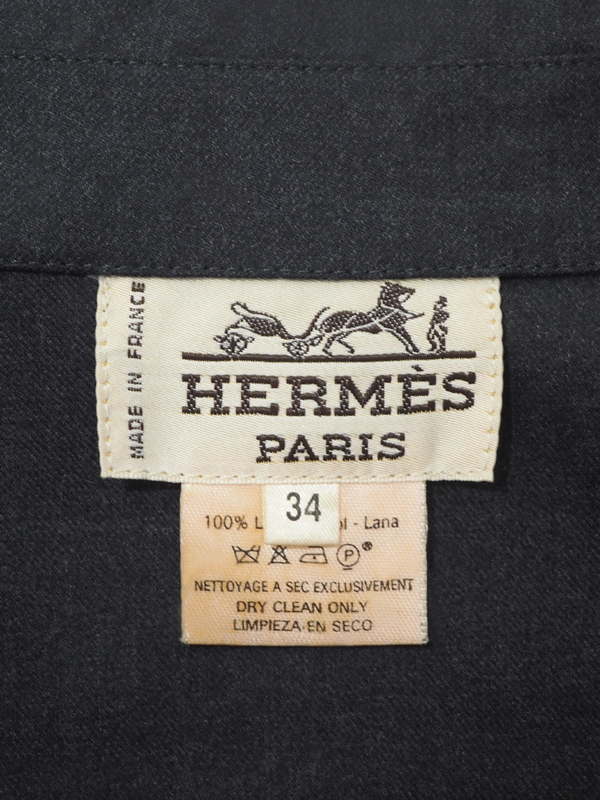 MADE IN FRANCE
HERMÈS
PARIS
34
100% - Lana
P
NETTOYAGE A SEC EXCLUSIVEMENT
DRY CLEAN ONLY
LIMPIEZA EN SECO